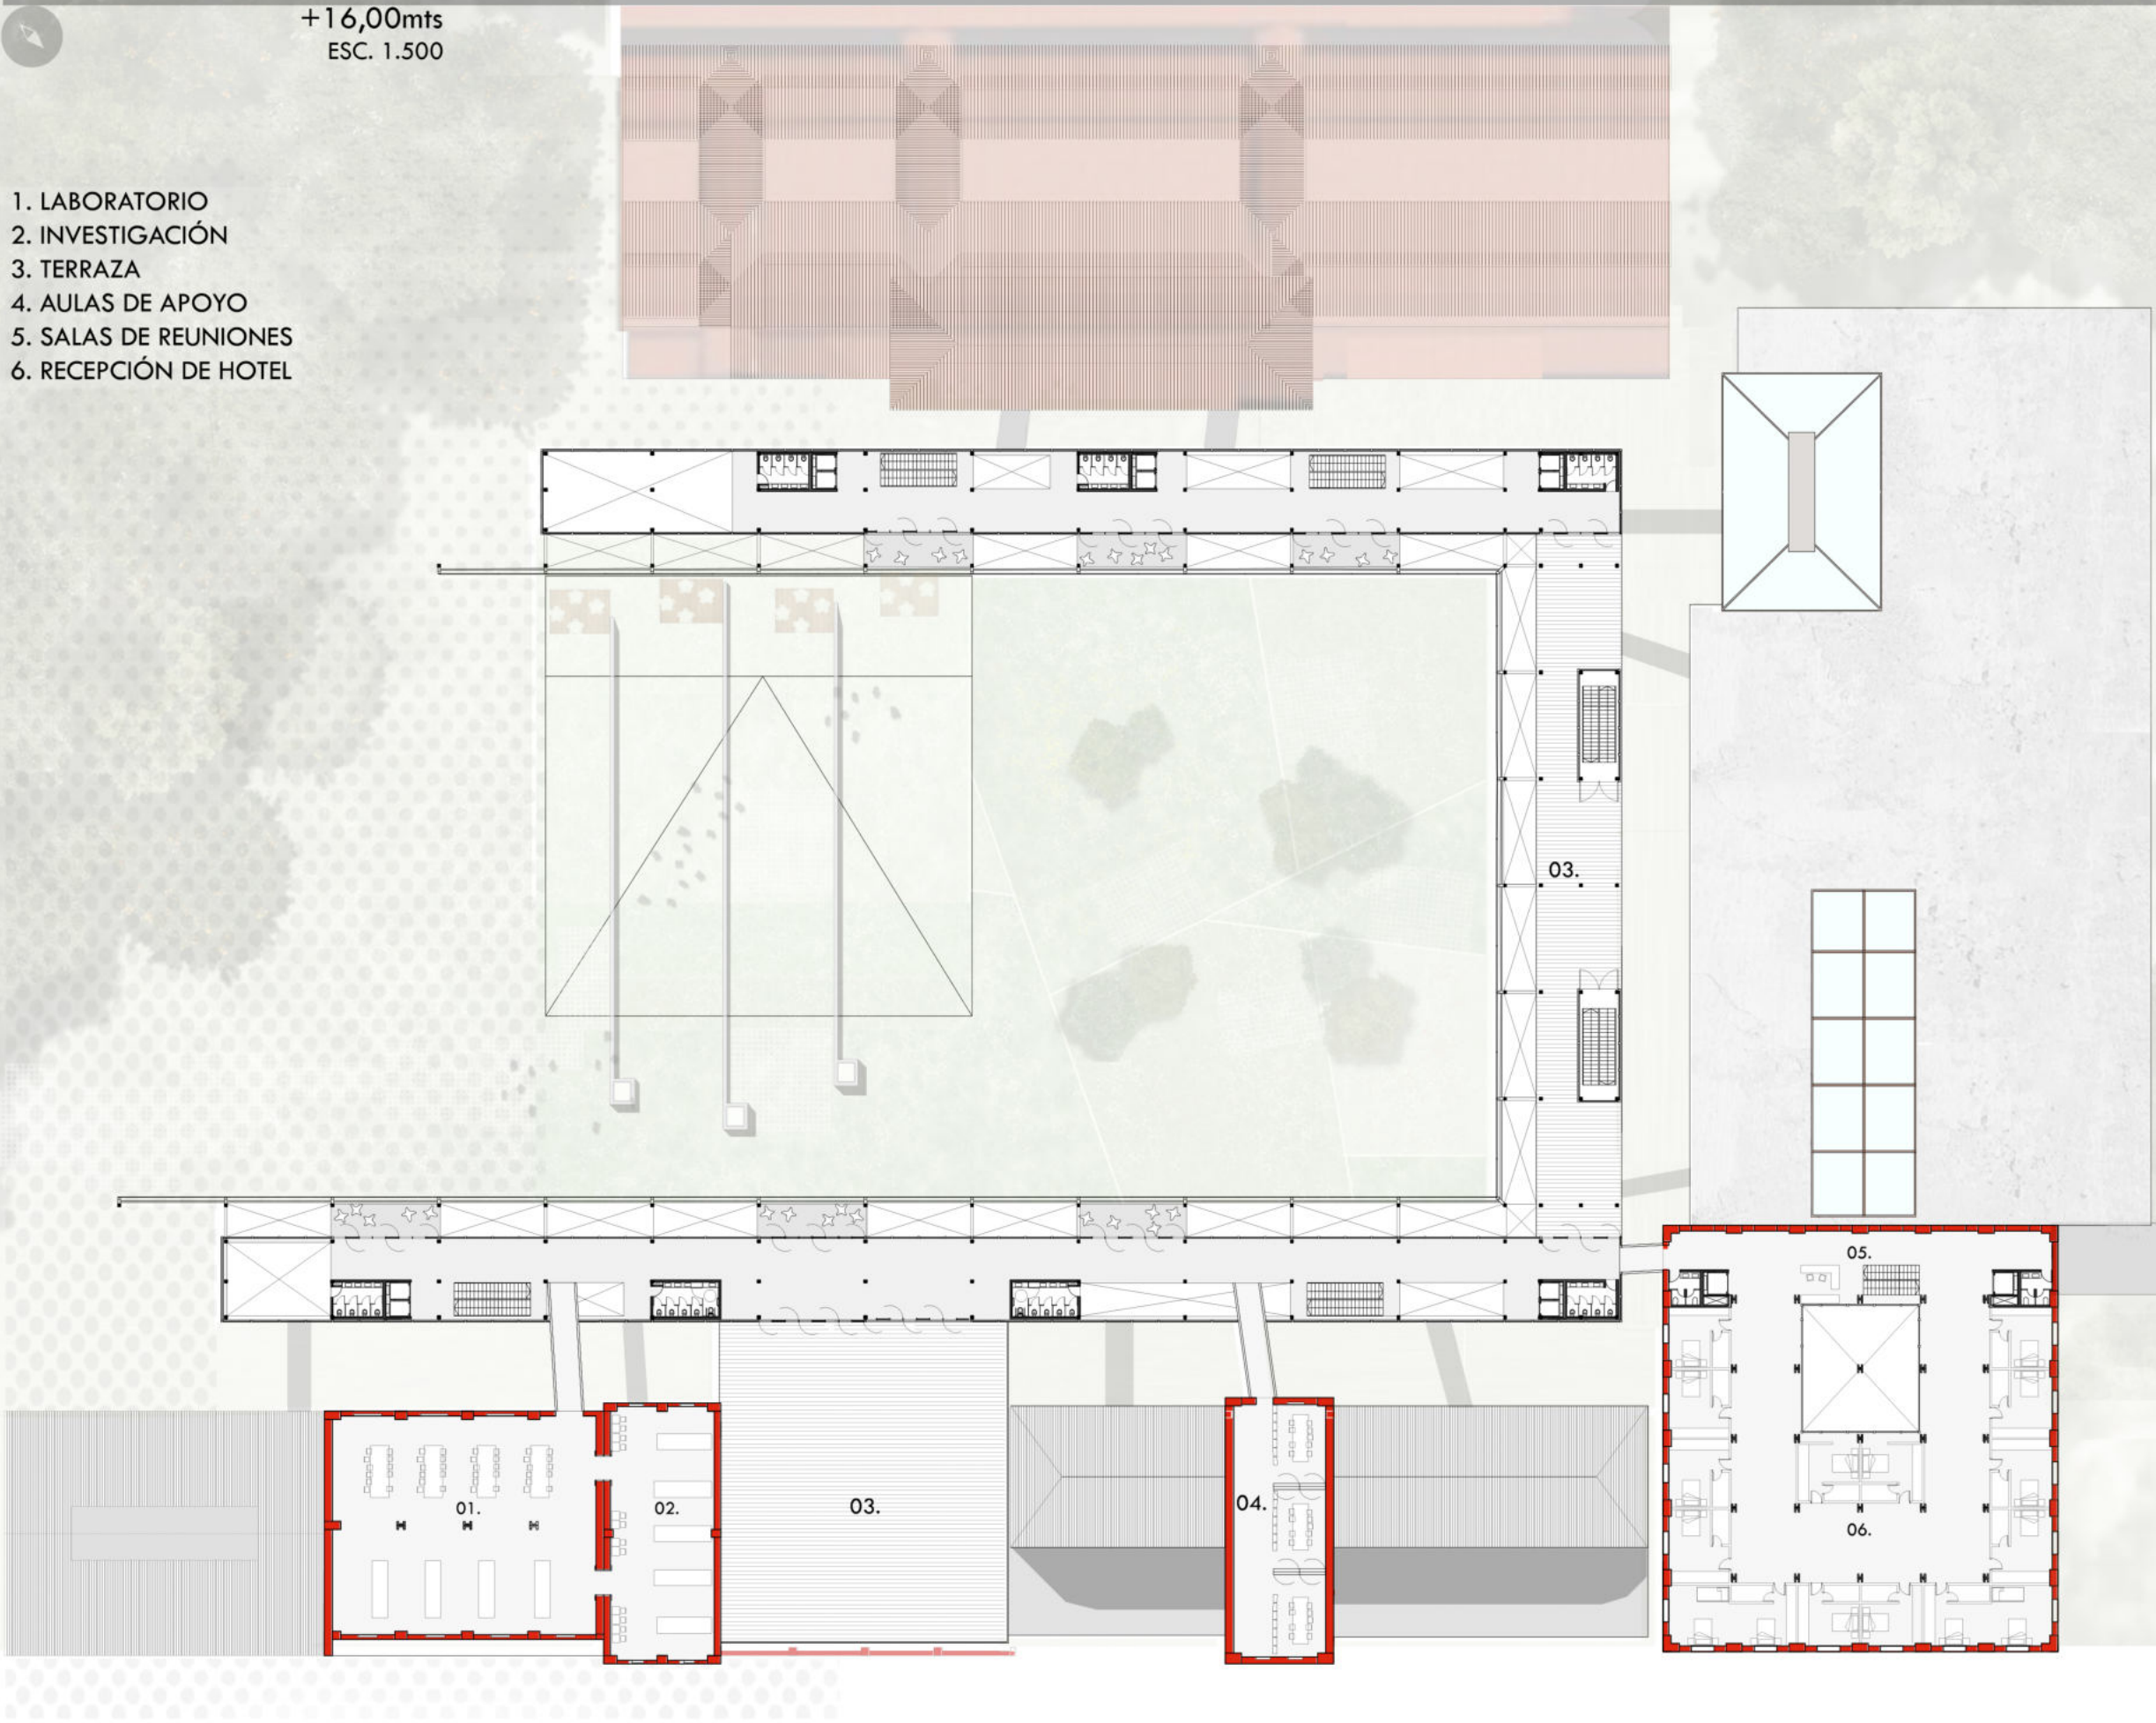 +16,00mts
ESC. 1.500
1. LABORATORIO
2. INVESTIGACIÓN
3. TERRAZA
4. AULAS DE APOYO
5. SALAS DE REUNIONES
6. RECEPCIÓN DE HOTEL
03.
05.
01.
02.
03.
04.
06.